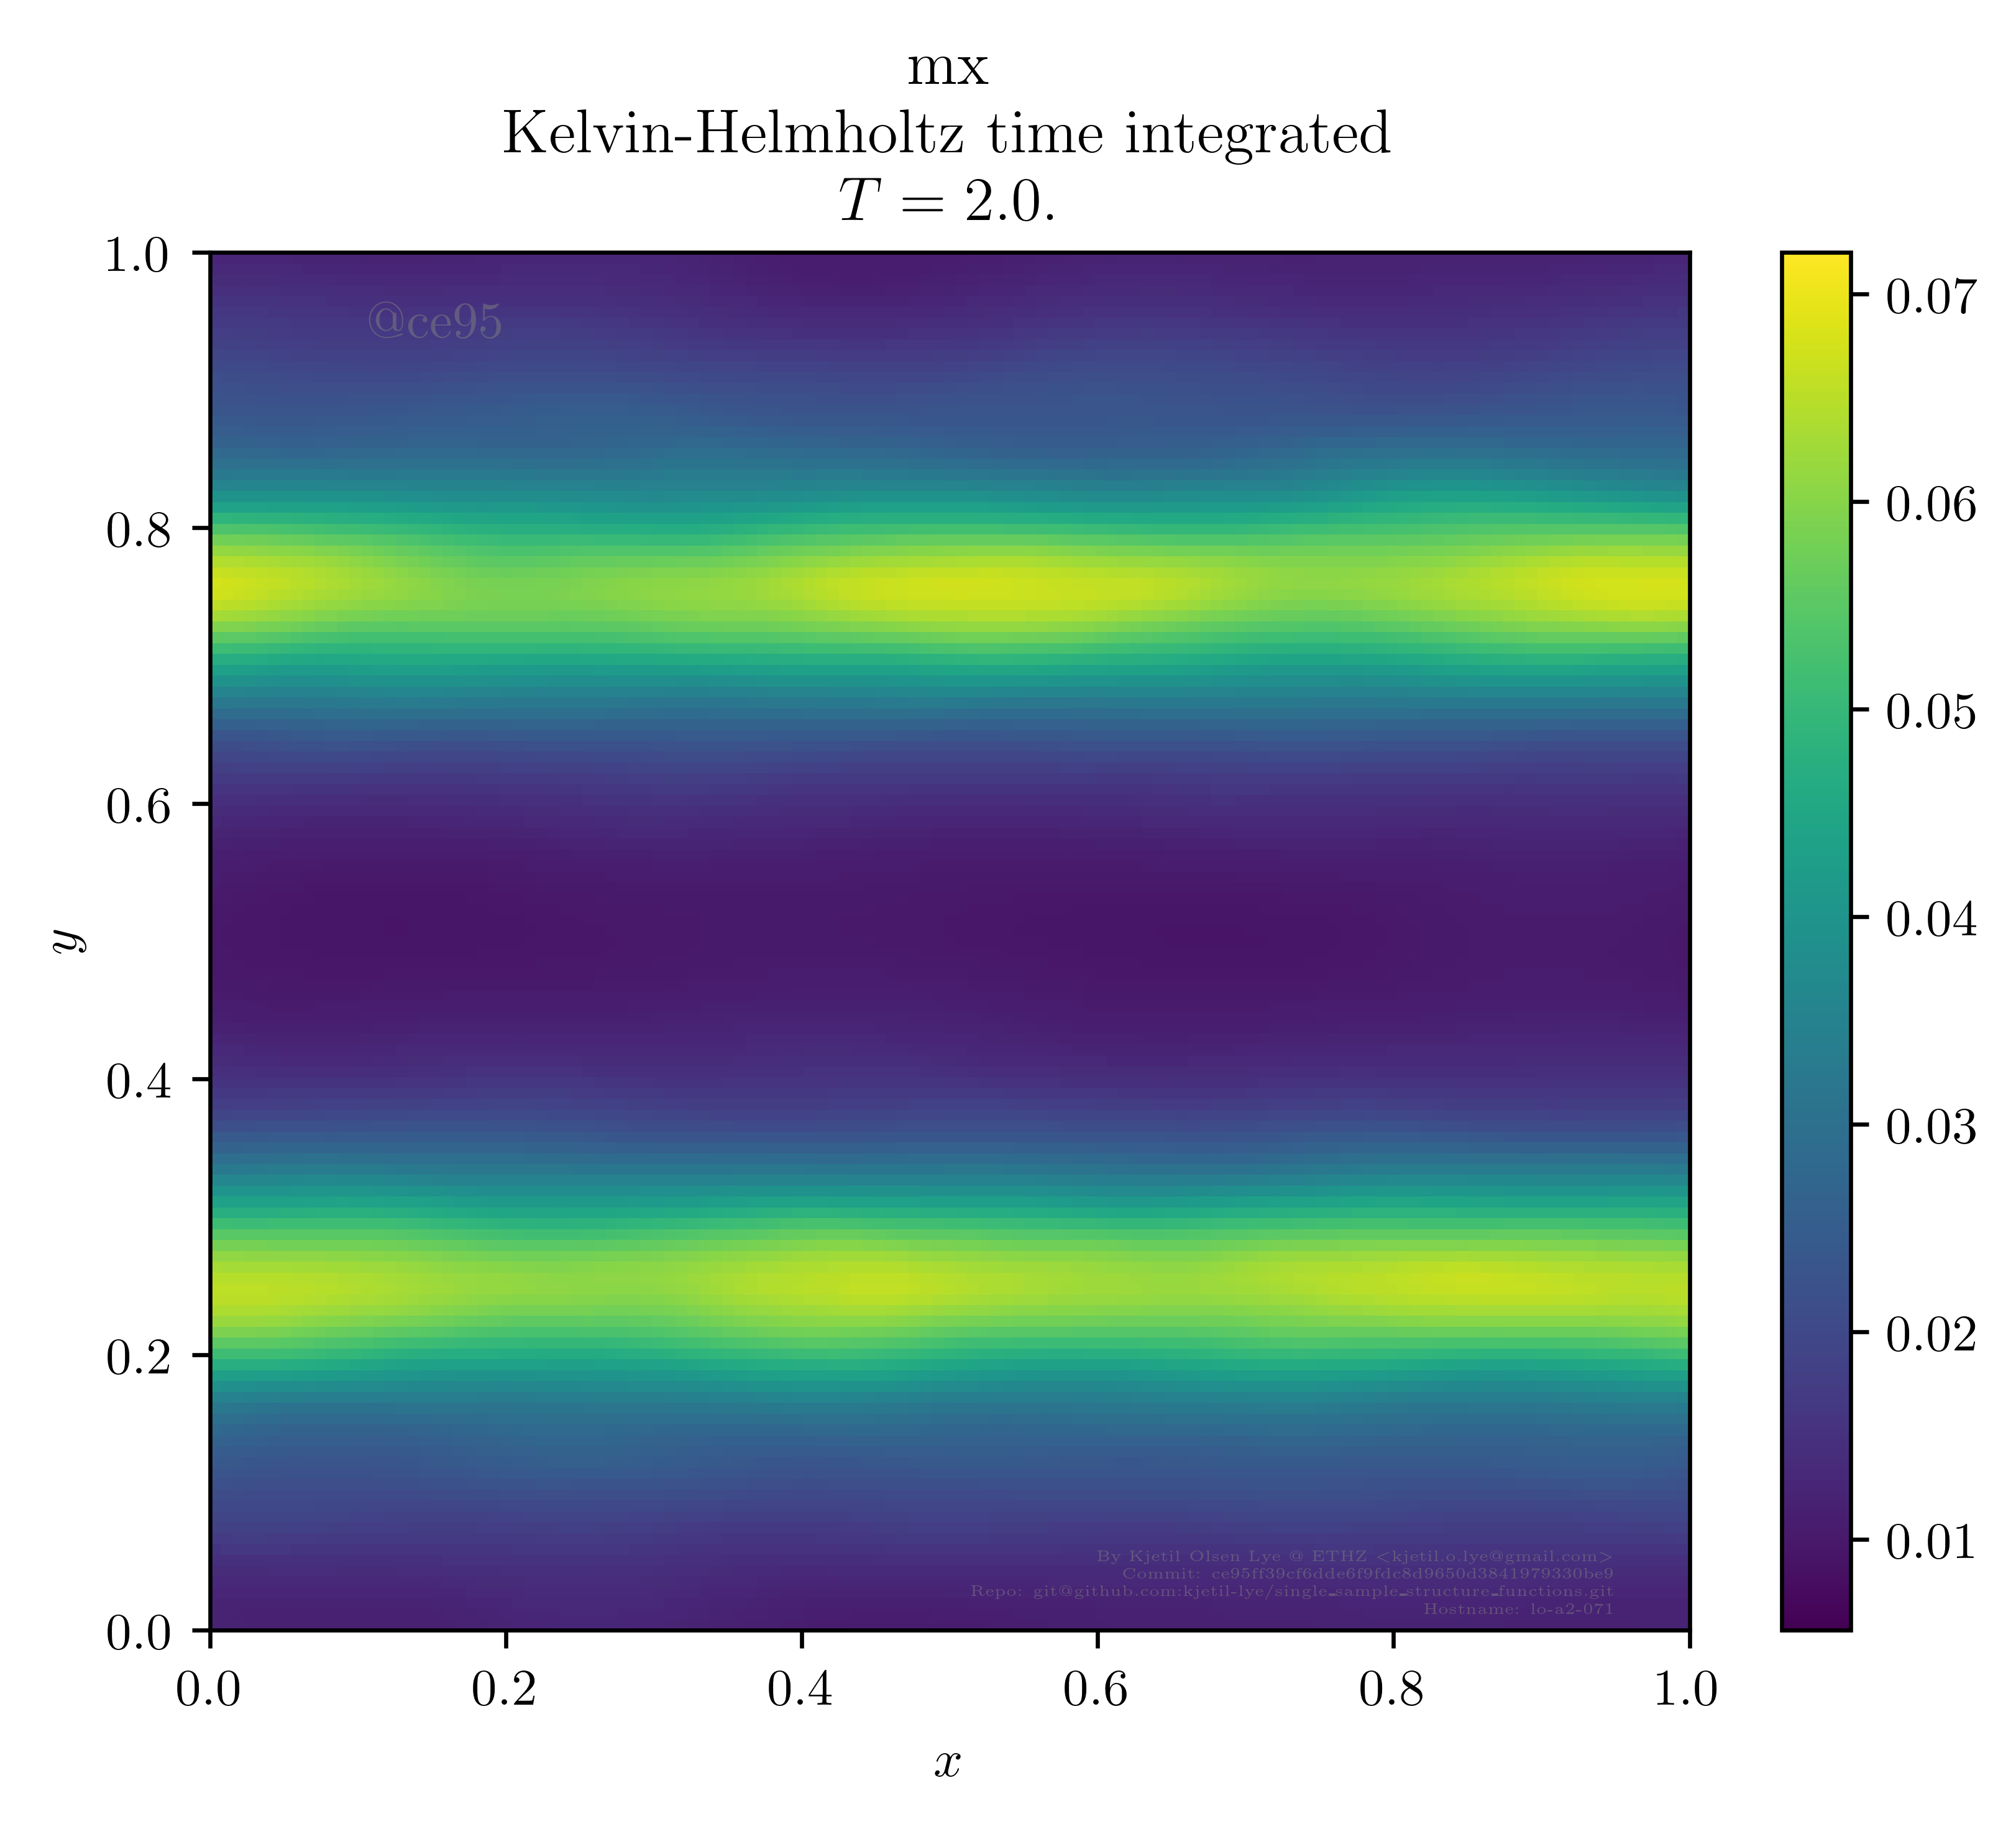 mx
Kelvin-Helmholtz time integrated
T = 2.0.
1.0
0.8
0.6
0.4
0.2
0.0
y
@ce95
By Kjetil Olsen Lye @ ETHZ <kjetil.o.lye@gmail.com>
Commit: ce95ff39cf6dde6f9fdc8d9650d3841979330be9
Repo: git@github.com:kjetil-lye/single_sample_structure_functions.git
Hostname: lo-a2-071
0.0 0.2 0.4 0.6 0.8 1.0
x
0.07
0.06
0.05
0.04
0.03
0.02
0.01